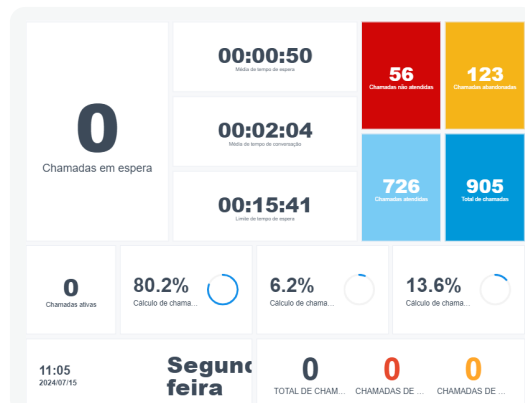 0
Chamadas em espera
00:00:50
Média de tempo de espera
00:02:04
Média de tempo de conversação
00:15:41
Limite de tempo de espera
56
Chamadas não atendidas
123
Chamadas abandonadas
726
Chamadas atendidas
905
Total de chamadas
0
Chamadas ativas
80.2%
Cálculo de chama...
6.2%
Cálculo de chama...
13.6%
Cálculo de chama...
11:05
2024/07/15
Segund
feira
0
TOTAL DE CHAM...
0
CHAMADAS DE ...
0
CHAMADAS DE ...